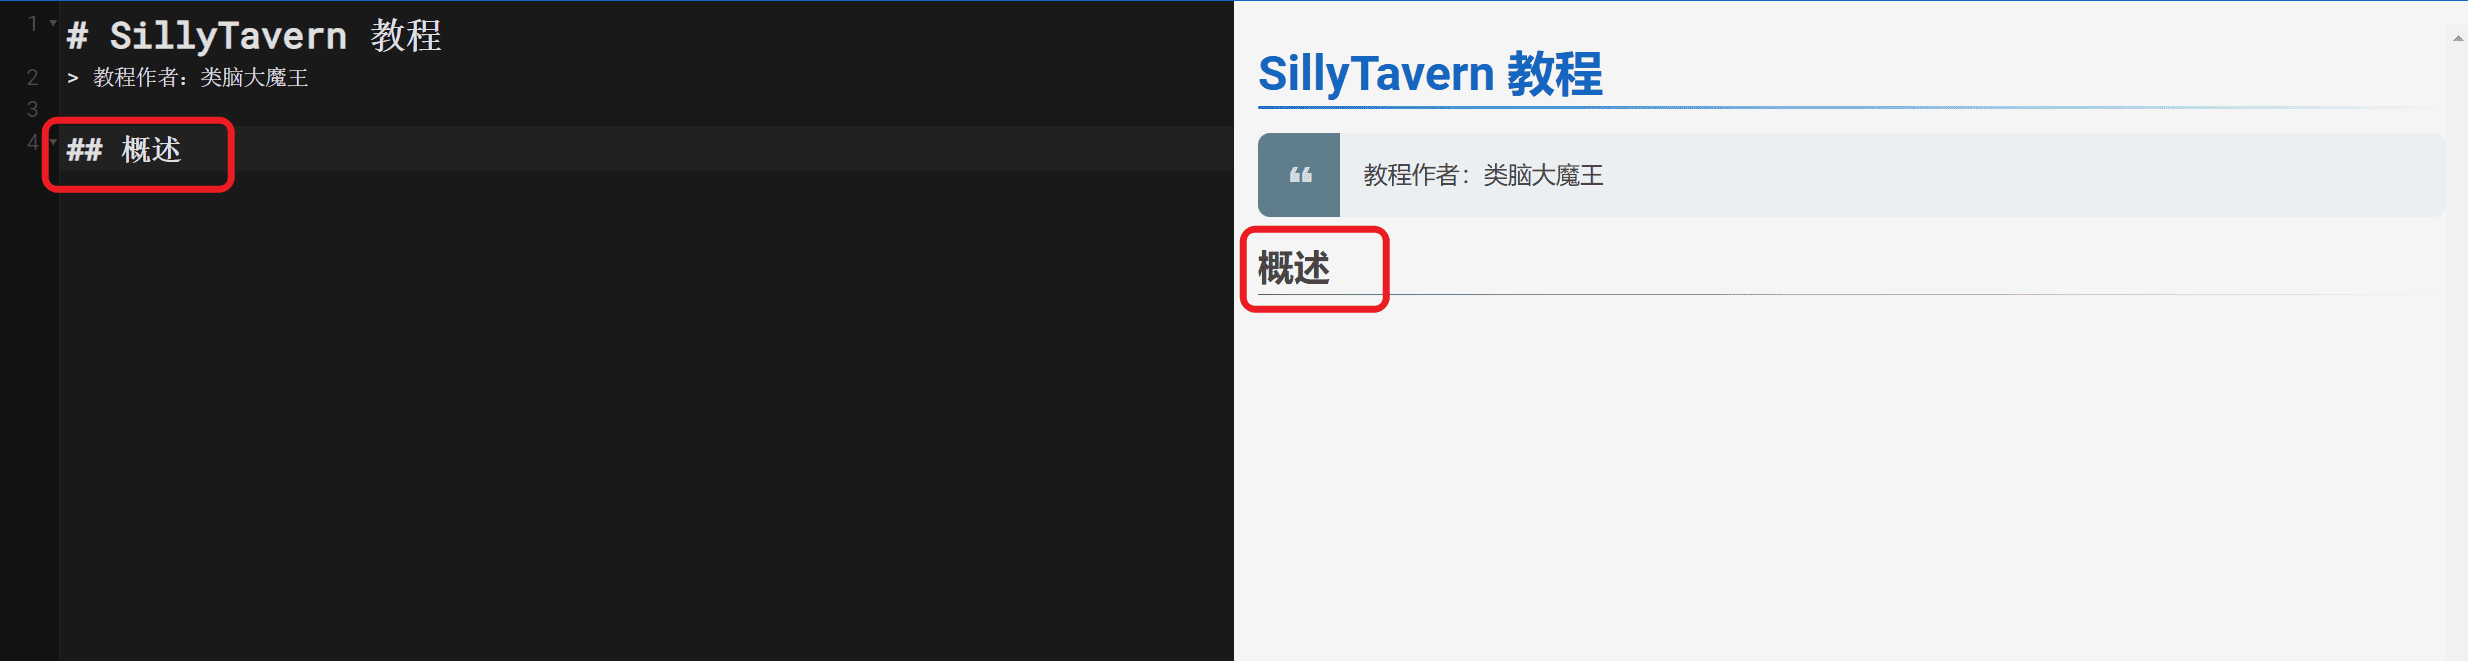 1
# SillyTavern 教程
2
> 教程作者：类脑大魔王
3
4
## 概述
SillyTavern 教程
❝ 教程作者：类脑大魔王
概述